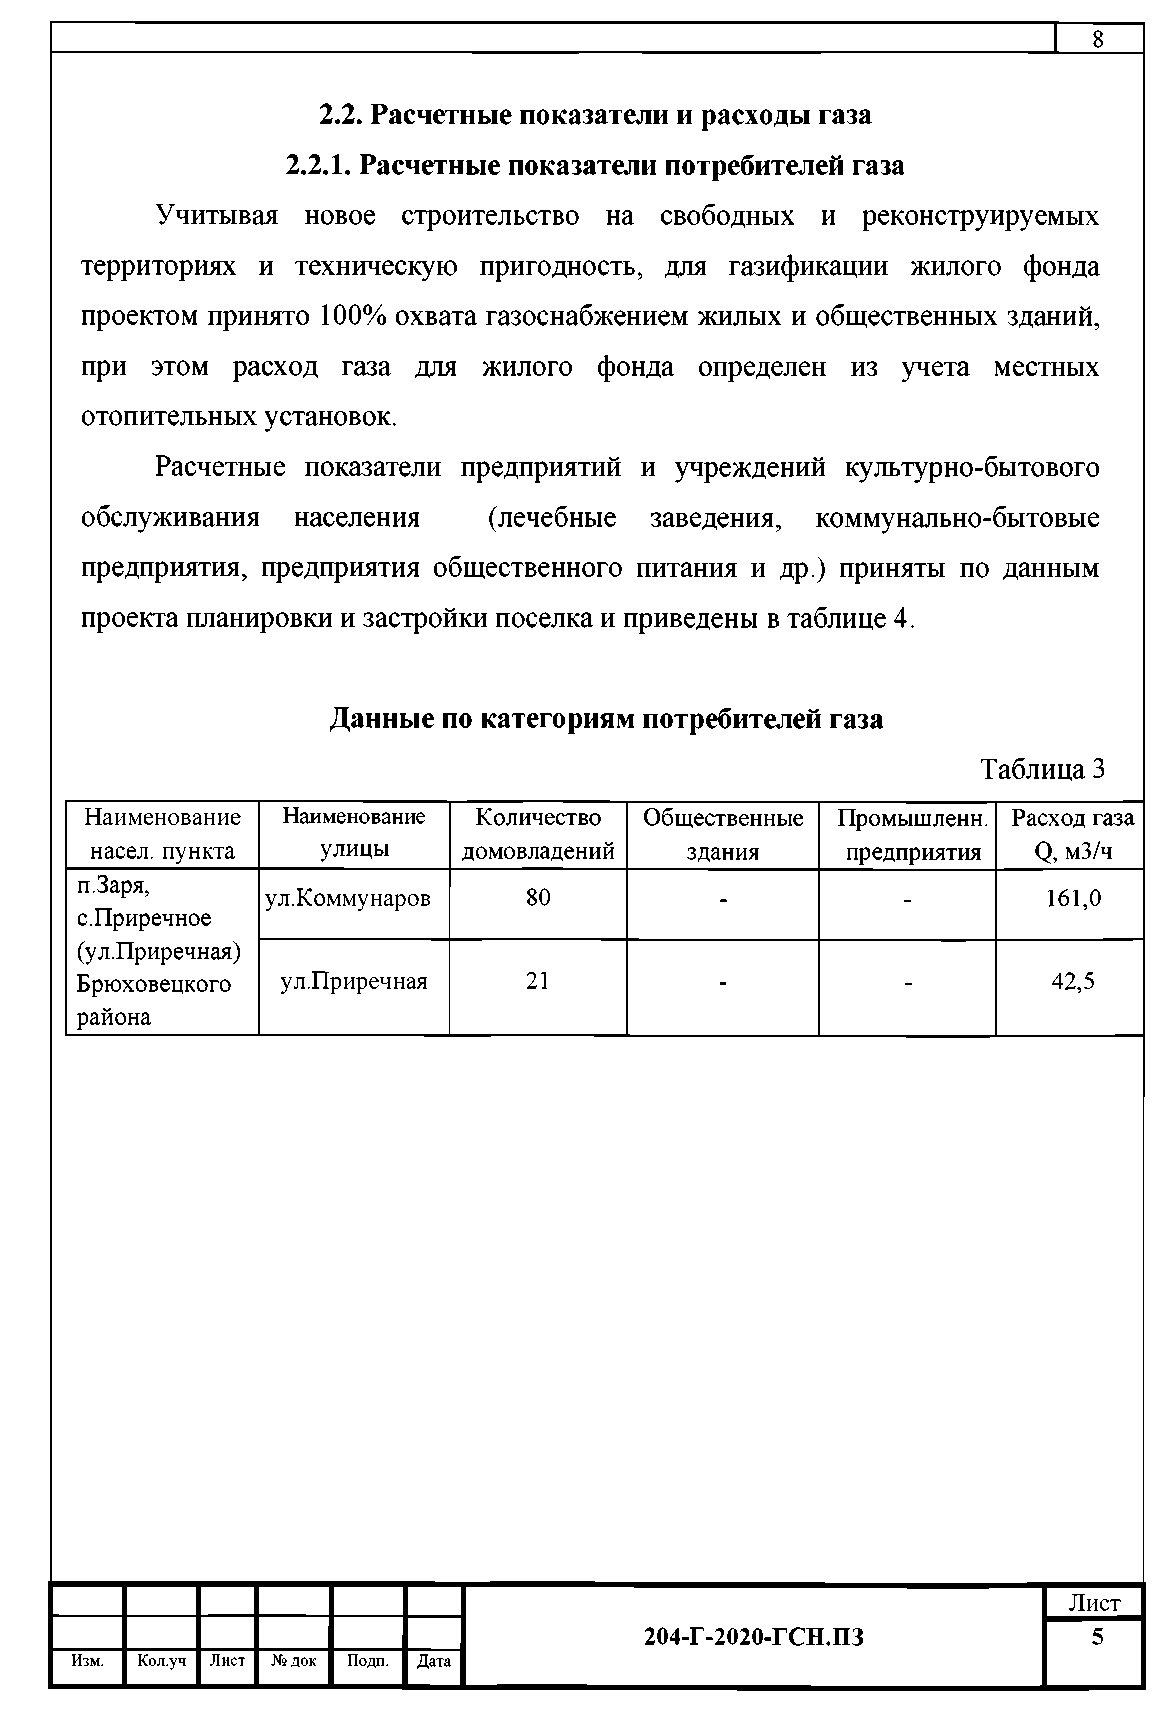 8
2.2. Расчетные показатели и расходы газа
2.2.1. Расчетные показатели потребителей газа
Учитывая новое строительство на свободных и реконструируемых
территориях и техническую пригодность, для газификации жилого фонда
проектом принято 100% охвата газоснабжением жилых и общественных зданий,
при этом расход газа для жилого фонда определен из учета местных
отопительных установок.
Расчетные показатели предприятий и учреждений культурно-бытового
обслуживания населения (лечебные заведения, коммунально-бытовые
предприятия, предприятия общественного питания и др.) приняты по данным
проекта планировки и застройки поселка и приведены в таблице 4.
Данные по категориям потребителей газа
Таблица 3
Наименование насел. пункта Наименование улицы Количество домовладений Общественные здания Промышленн. предприятия Расход газа Q, м3/ч
п.Заря,
с.Приречное
(ул.Приречная)
Брюховецкого
района
ул.Коммунаров 80 - - 161,0
ул.Приречная 21 - - 42,5
Изм. Кол.уч Лист № док Подп. Дата
204-Г-2020-ГСН.ПЗ
Лист
5